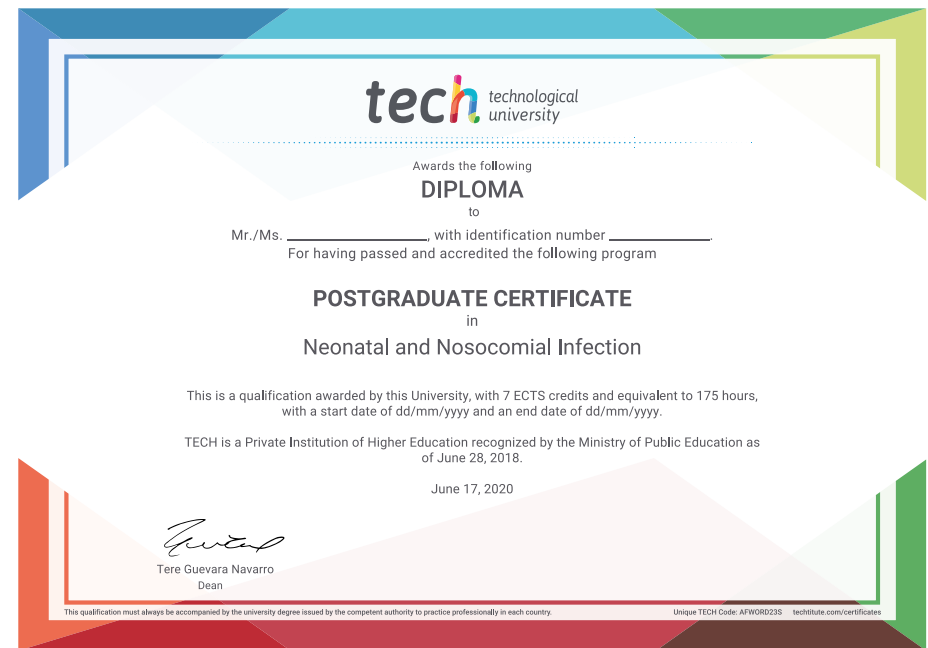 tech technological
university
Awards the following
DIPLOMA
to
Mr./Ms. ____________________, with identification number ______________.
For having passed and accredited the following program
POSTGRADUATE CERTIFICATE
in
Neonatal and Nosocomial Infection
This is a qualification awarded by this University, with 7 ECTS credits and equivalent to 175 hours,
with a start date of dd/mm/yyyy and an end date of dd/mm/yyyy.
TECH is a Private Institution of Higher Education recognized by the Ministry of Public Education as
of June 28, 2018.
June 17, 2020
Tere Guevara Navarro
Dean
This qualification must always be accompanied by the university degree issued by the competent authority to practice professionally in each country.
Unique TECH Code: AFWORD23S techtitute.com/certificates